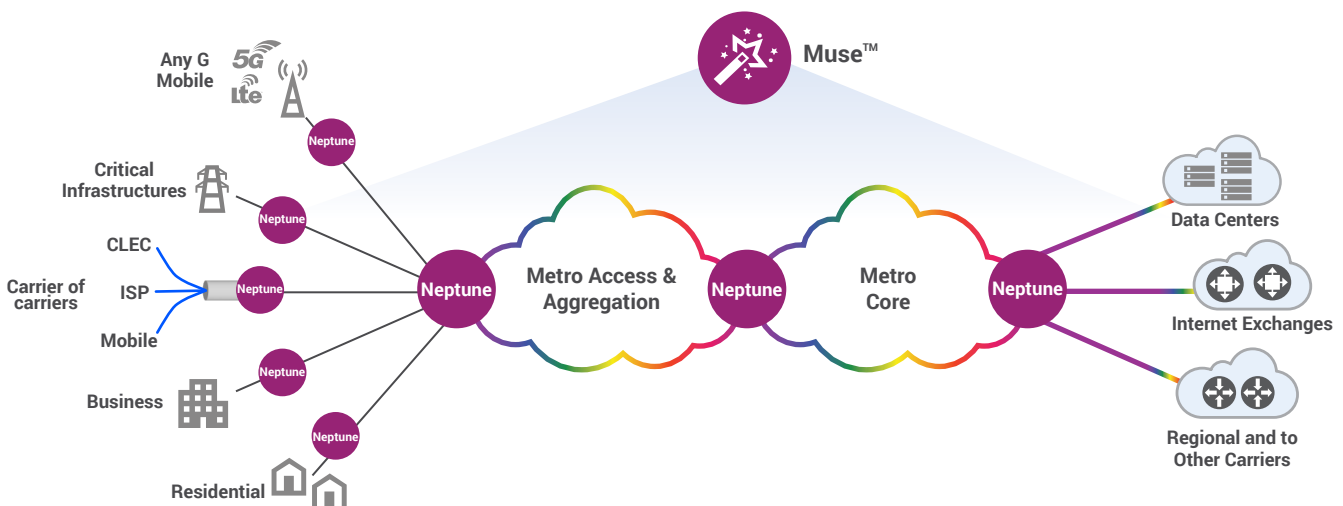 Muse™
Any G
Mobile
5G
lte
Neptune
Critical
Infrastructures
Neptune
CLEC
Carrier of
carriers
ISP
Mobile
Neptune
Business
Neptune
Residential
Neptune
Neptune
Metro Access &
Aggregation
Neptune
Metro
Core
Neptune
Data Centers
Internet Exchanges
Regional and to
Other Carriers